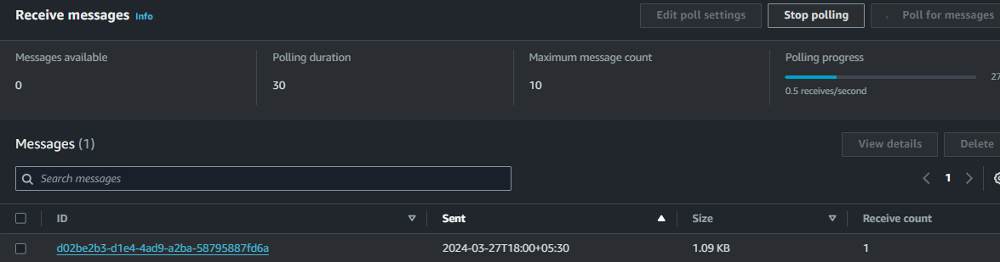 Receive messages Info
Edit poll settings Stop polling Poll for messages
Messages available Polling duration Maximum message count Polling progress
0 30 10 27
0.5 receives/second
Messages (1)
View details Delete
Search messages
1
ID Sent Size Receive count
d02be2b3-d1e4-4ad9-a2ba-58795887fd6a 2024-03-27T18:00+05:30 1.09 KB 1